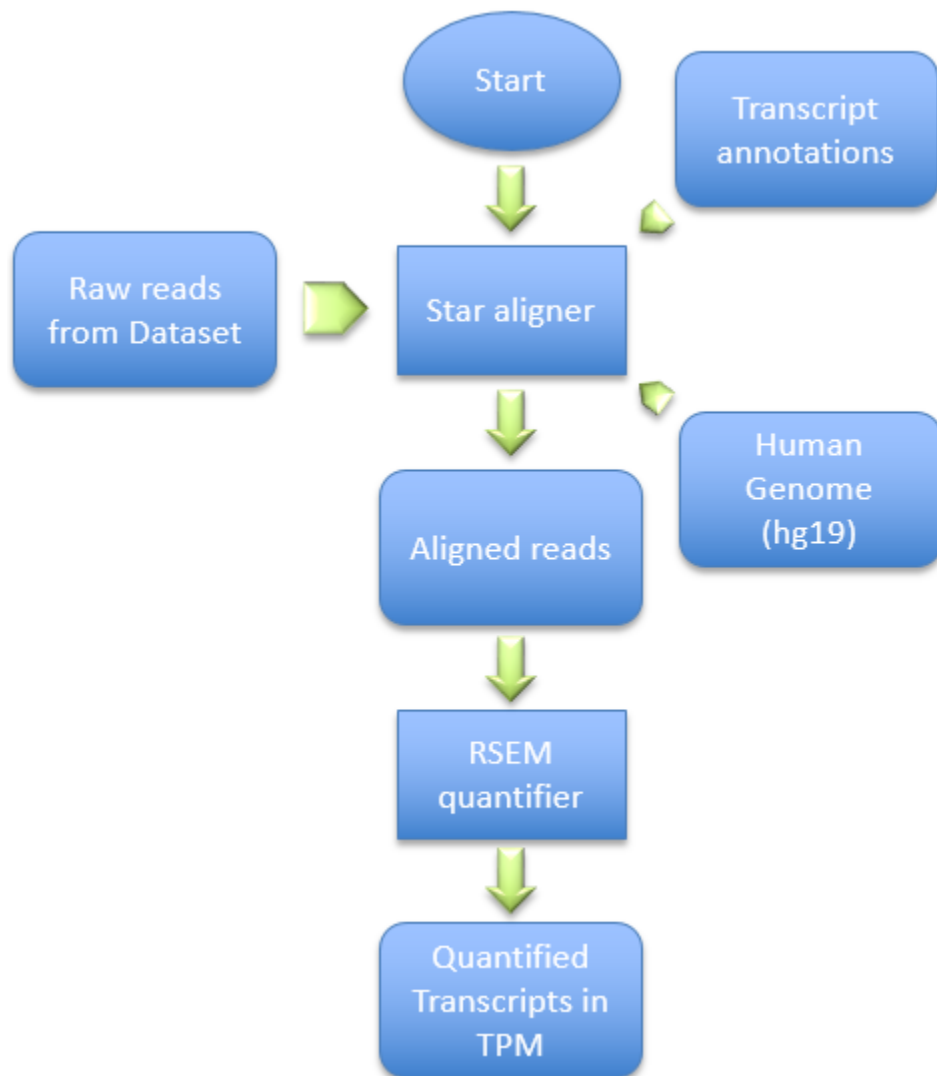 Start
Transcript
annotations
Raw reads
from Dataset
Star aligner
Human
Genome
(hg19)
Aligned reads
RSEM
quantifier
Quantified
Transcripts in
TPM